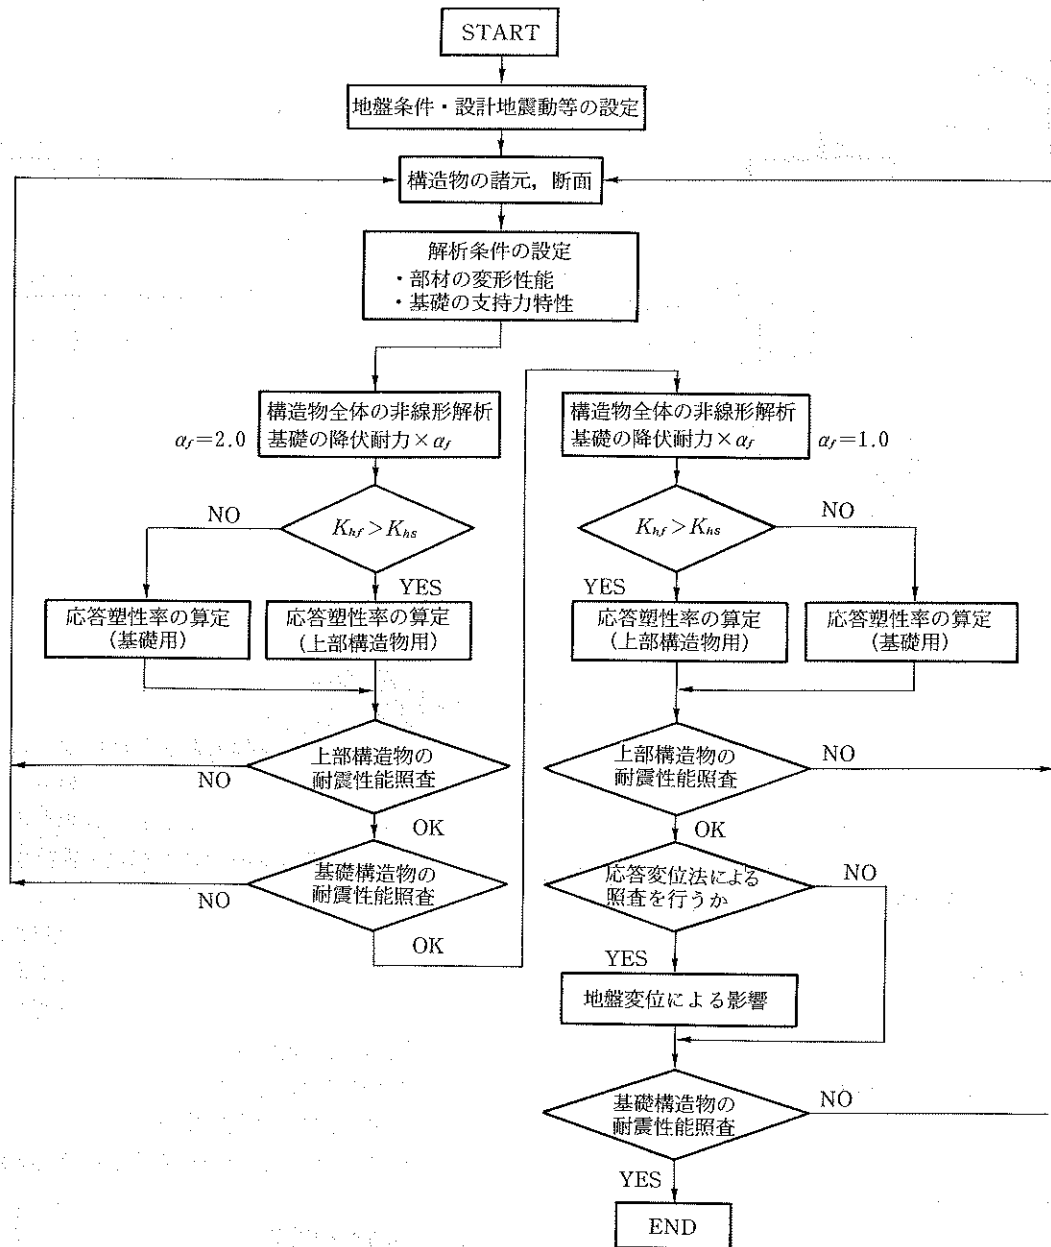 START
地盤条件・設計地震動等の設定
構造物の諸元，断面
解析条件の設定
・部材の変形性能
・基礎の支持力特性
構造物全体の非線形解析
基礎の降伏耐力×αf
αf＝2.0
Khf＞Khs
NO
YES
応答塑性率の算定
(基礎用)
応答塑性率の算定
(上部構造物用)
上部構造物の
耐震性能照査
NO
OK
基礎構造物の
耐震性能照査
NO
OK
構造物全体の非線形解析
基礎の降伏耐力×αf
αf＝1.0
Khf＞Khs
NO
YES
応答塑性率の算定
(上部構造物用)
応答塑性率の算定
(基礎用)
上部構造物の
耐震性能照査
NO
OK
応答変位法による
照査を行うか
NO
YES
地盤変位による影響
基礎構造物の
耐震性能照査
NO
YES
END